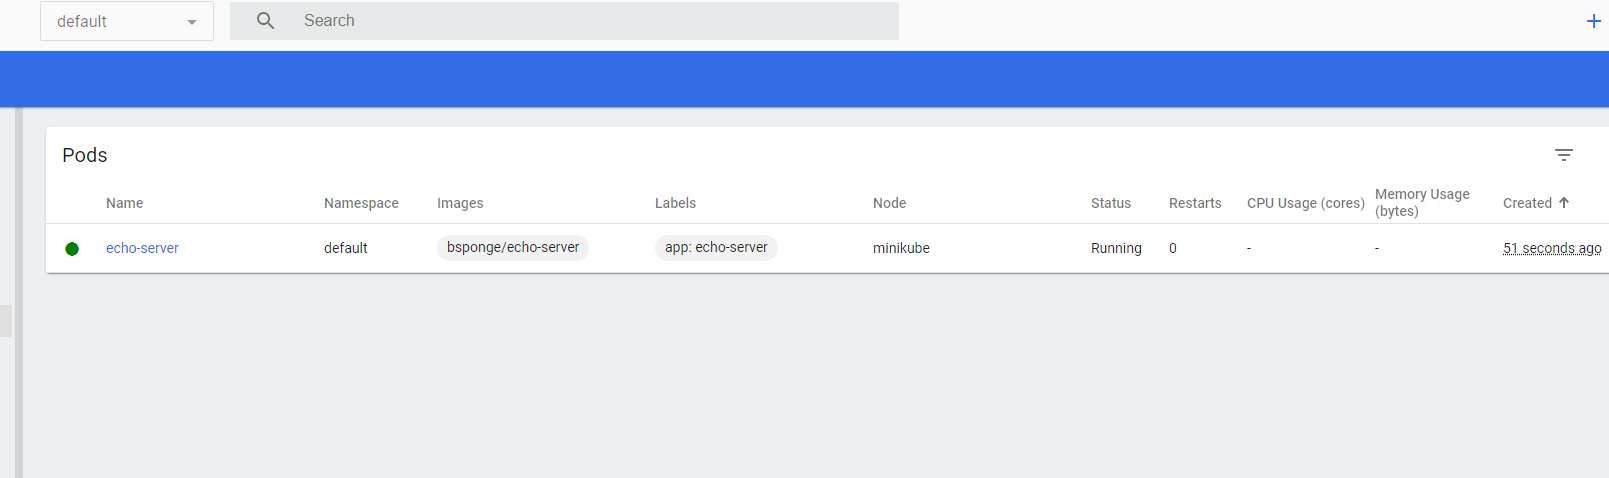 default Search
Pods
Name Namespace Images Labels Node Status Restarts CPU Usage (cores) Memory Usage (bytes) Created
echo-server default bsponge/echo-server app: echo-server minikube Running 0 - - 51 seconds ago